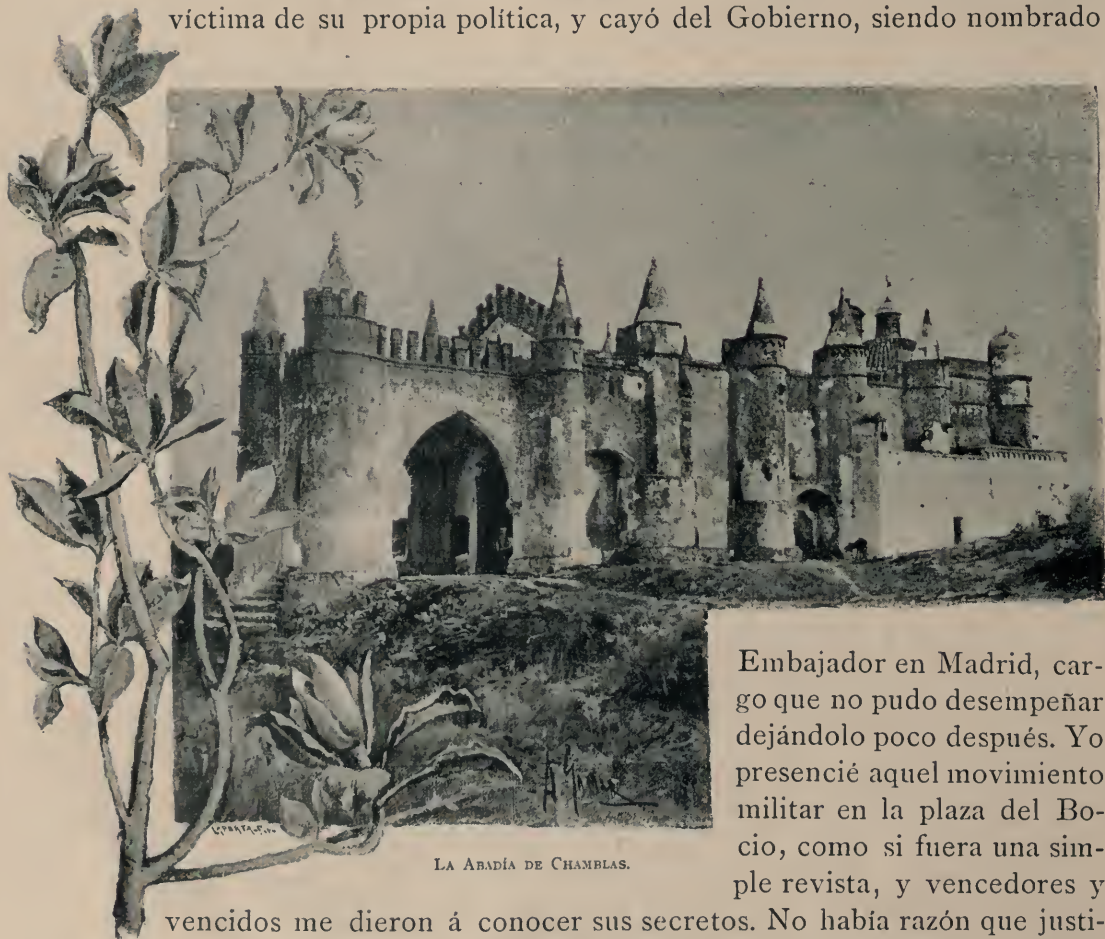 víctima de su propia política, y cayó del Gobierno, siendo nombrado
LA ABADÍA DE CHAMBLAS.
Embajador en Madrid, car-
go que no pudo desempeñar
dejándolo poco después. Yo
presencié aquel movimiento
militar en la plaza del Bo-
cio, como si fuera una sim-
ple revista, y vencedores y
vencidos me dieron á conocer sus secretos. No había razón que justi-